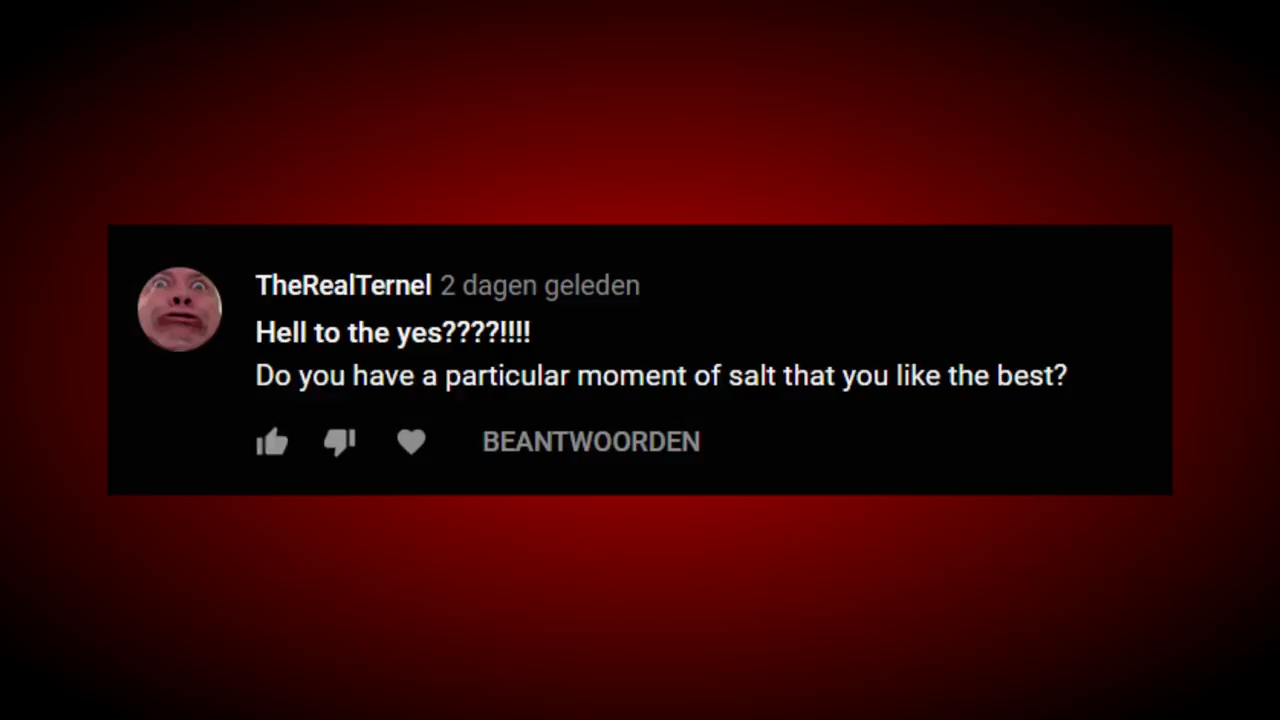 TheRealTernel 2 dagen geleden
Hell to the yes????!!!!
Do you have a particular moment of salt that you like the best?
BEANTWOORDEN